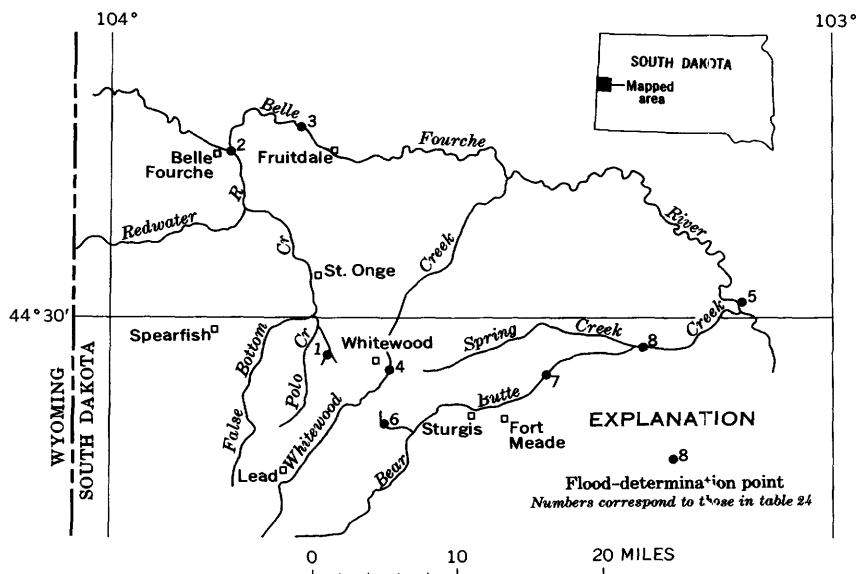 104°
103°
SOUTH DAKOTA
Mapped
area
Belle
3
Fourche
2
Belle
Fourche
Fruitdale
R
Redwater
Cr
Creek
River
St. Onge
44°30'
5
Creek
Spearfish
Bottom
Cr
1
Whitewood
Spring
Creek
8
4
7
Polo
butte
EXPLANATION
False
Whitewood
6
Sturgis
Fort
Meade
WYOMING
SOUTH DAKOTA
Lead
Bear
8
Flood-determination point
Numbers correspond to those in table 24
0 10 20 MILES